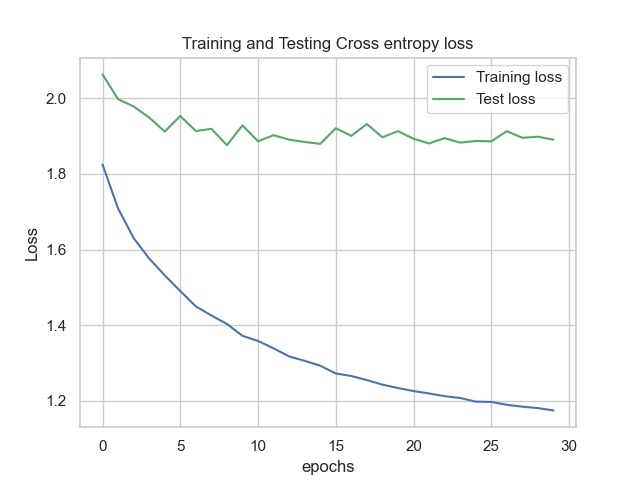 Training and Testing Cross entropy loss
Training loss
Test loss
2.0
1.8
1.6
1.4
1.2
Loss
0 5 10 15 20 25 30
epochs